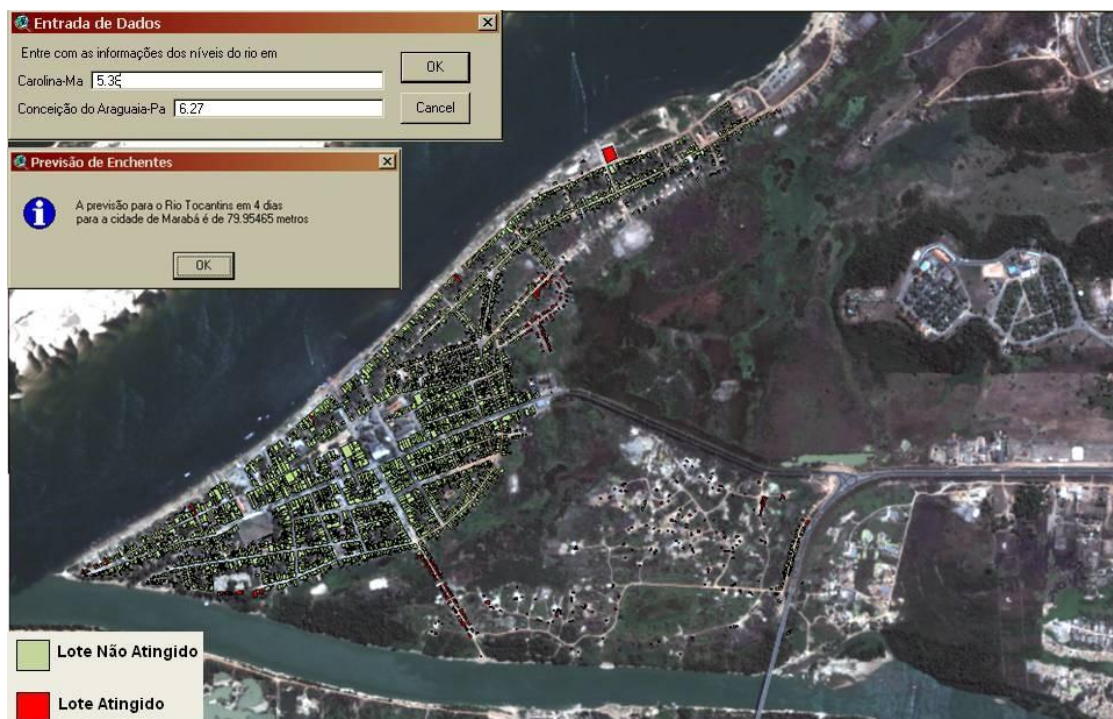 Entrada de Dados
Entre com as informações dos níveis do rio em
Carolina-Ma 5.38
Conceição do Araguaia-Pa 6.27
OK
Cancel
Previsão de Enchentes
A previsão para o Rio Tocantins em 4 dias
para a cidade de Marabá é de 79.95465 metros
OK
Lote Não Atingido
Lote Atingido